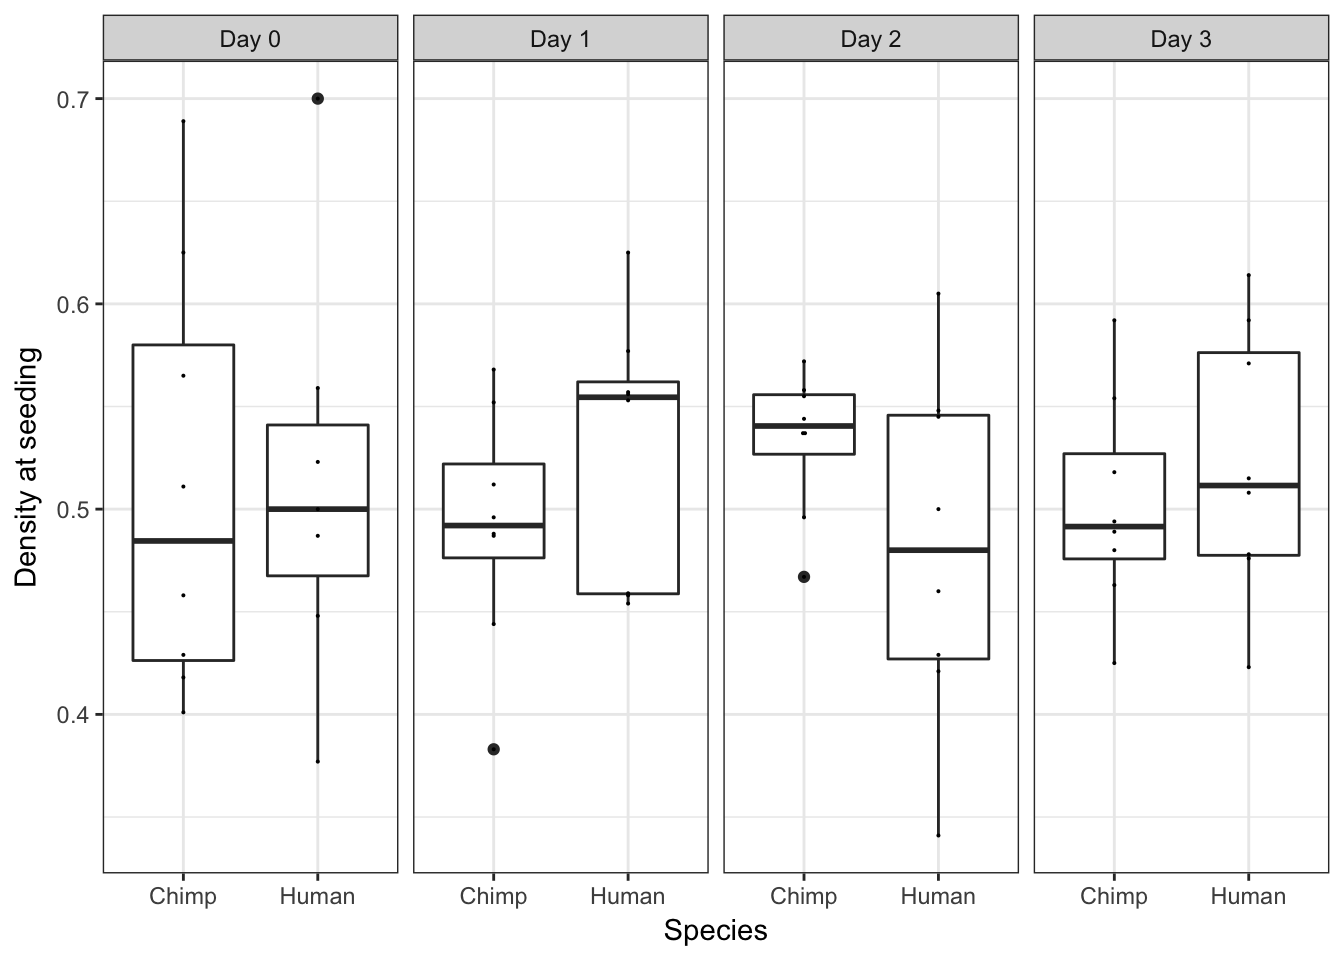 Day 0 Day 1 Day 2 Day 3
0.7
0.6
0.5
0.4
Density at seeding
Chimp Human Chimp Human Chimp Human Chimp Human
Species